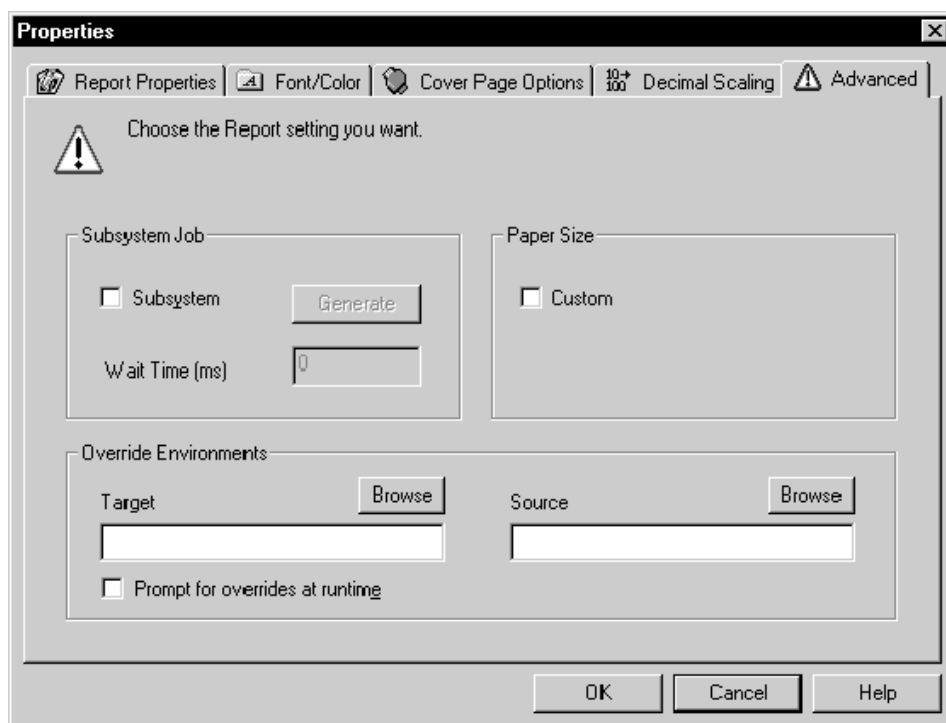 Properties
Report Properties Font/Color Cover Page Options 10→ 100 Decimal Scaling Advanced
Choose the Report setting you want.
Subsystem Job Paper Size
Subsystem Generate Custom
Wait Time (ms) 0
Override Environments
Target Browse Source Browse
Prompt for overrides at runtime
OK Cancel Help